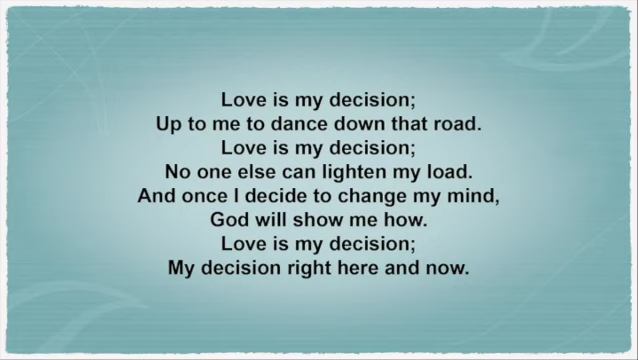 Love is my decision;
Up to me to dance down that road.
Love is my decision;
No one else can lighten my load.
And once I decide to change my mind,
God will show me how.
Love is my decision;
My decision right here and now.